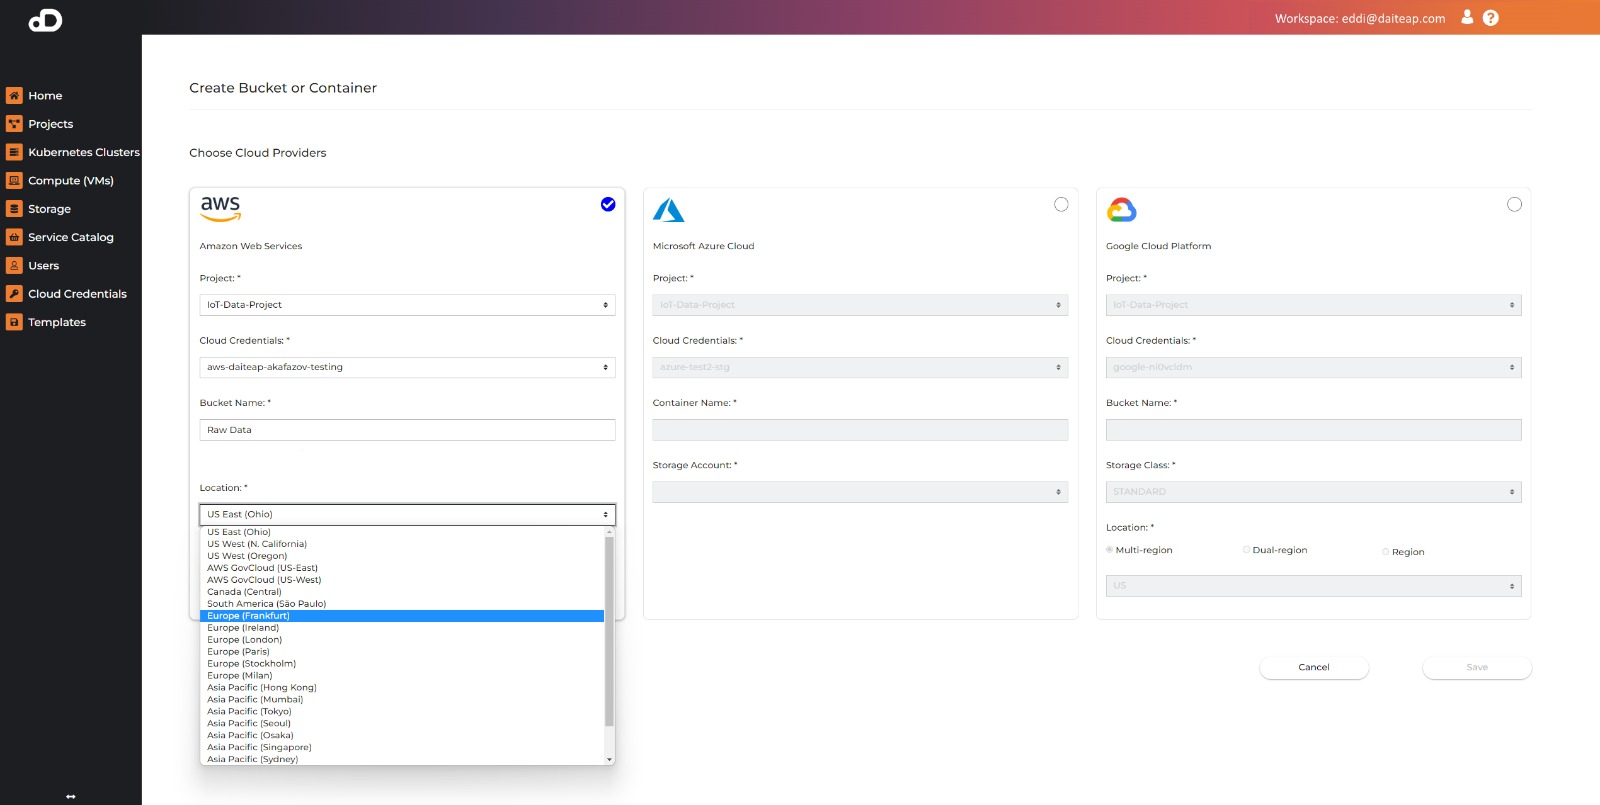 Workspace: eddi@daiteap.com
Home
Projects
Kubernetes Clusters
Compute (VMs)
Storage
Service Catalog
Users
Cloud Credentials
Templates
Create Bucket or Container
Choose Cloud Providers
aws
Amazon Web Services
Project: *
IoT-Data-Project
Cloud Credentials: *
aws-daiteap-akafazov-testing
Bucket Name: *
Raw Data
Location: *
US East (Ohio)
US East (Ohio)
US West (N. California)
US West (Oregon)
AWS GovCloud (US-East)
AWS GovCloud (US-West)
Canada (Central)
South America (São Paulo)
Europe (Frankfurt)
Europe (Ireland)
Europe (London)
Europe (Paris)
Europe (Stockholm)
Europe (Milan)
Asia Pacific (Hong Kong)
Asia Pacific (Mumbai)
Asia Pacific (Tokyo)
Asia Pacific (Seoul)
Asia Pacific (Osaka)
Asia Pacific (Singapore)
Asia Pacific (Sydney)
Microsoft Azure Cloud
Project: *
IoT-Data-Project
Cloud Credentials: *
azure-test2-stg
Container Name: *
Storage Account: *
Google Cloud Platform
Project: *
IoT-Data-Project
Cloud Credentials: *
google-ni0vcidm
Bucket Name: *
Storage Class: *
STANDARD
Location: *
Multi-region
Dual-region
Region
US
Cancel
Save